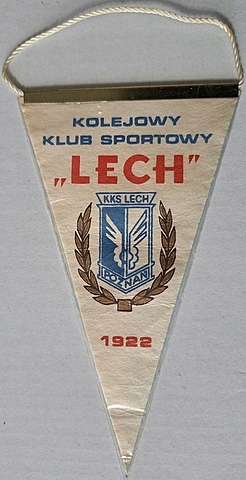 KOLEJOWY
KLUB SPORTOWY
„LECH”
KKS LECH
POZNAŃ
1922